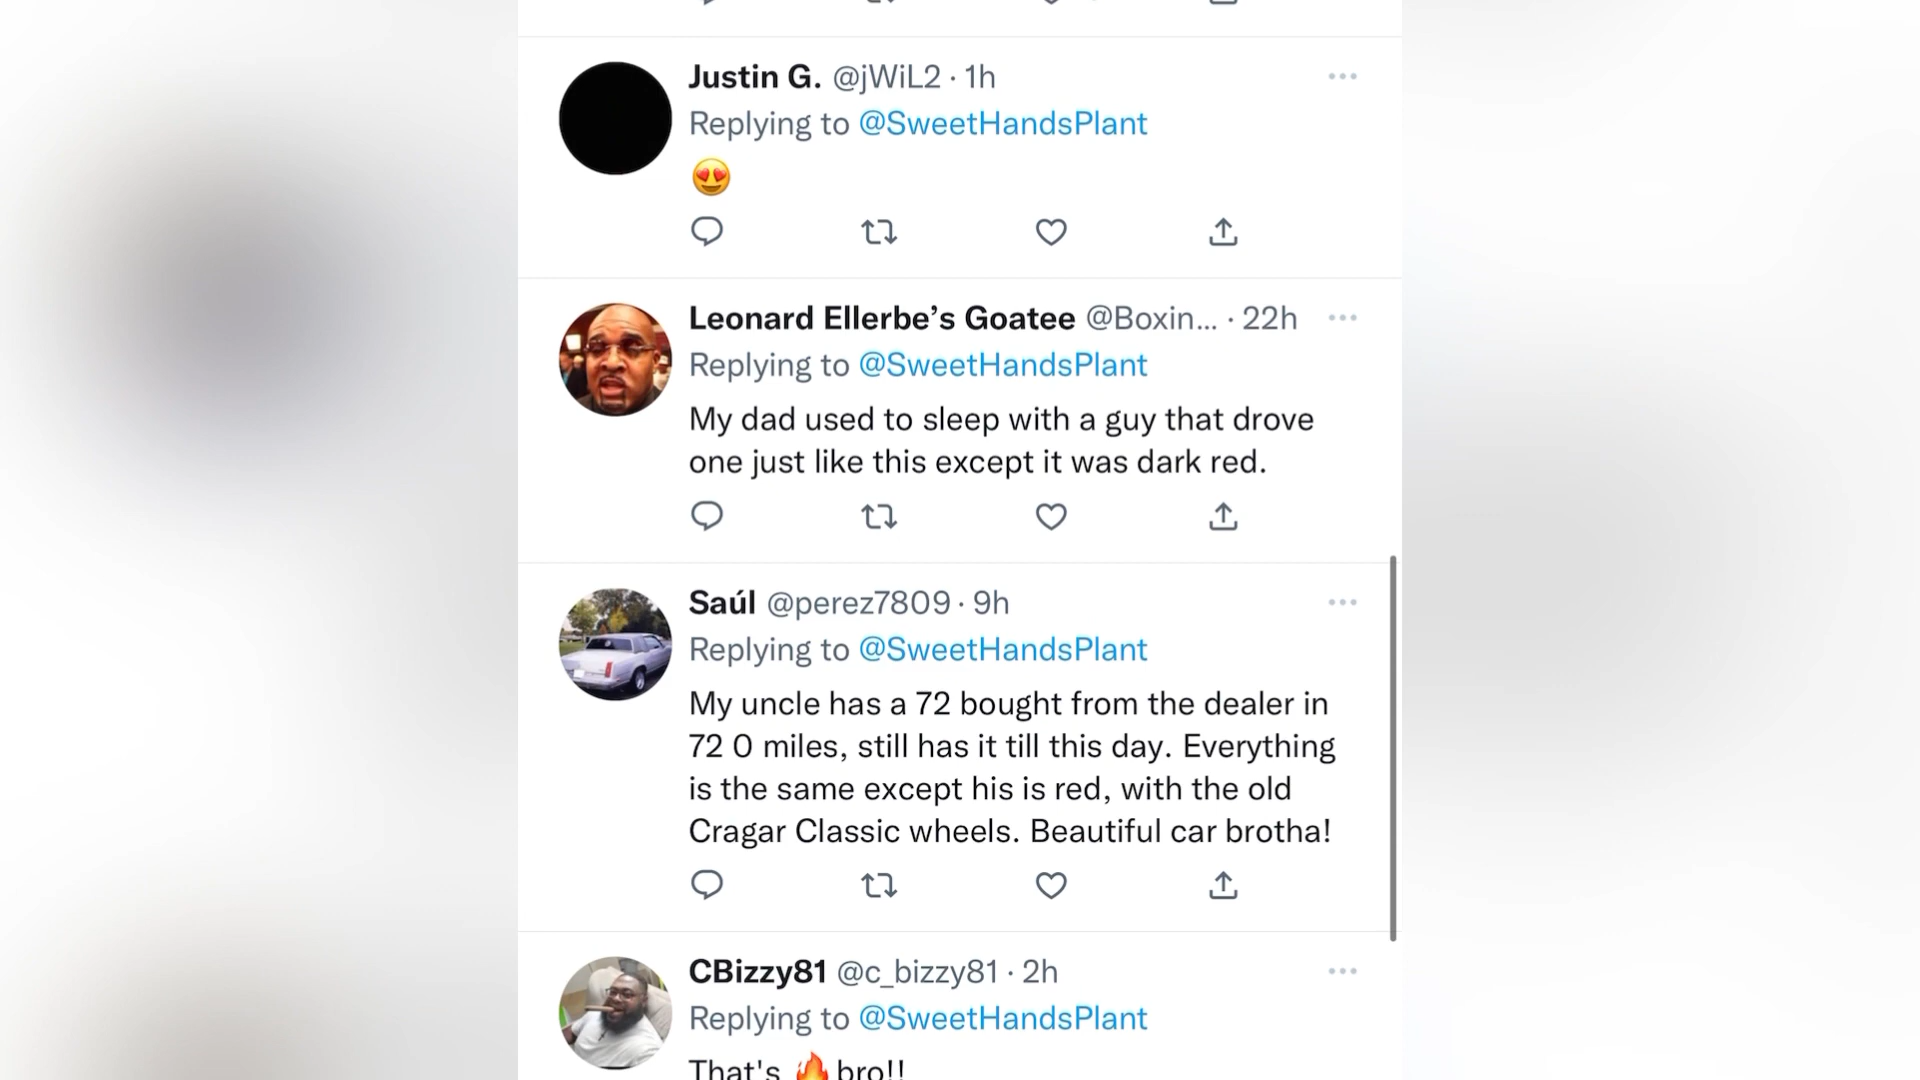 Justin G. @jWiL2 · 1h
Replying to @SweetHandsPlant
😍
Leonard Ellerbe’s Goatee @Boxin... · 22h
Replying to @SweetHandsPlant
My dad used to sleep with a guy that drove
one just like this except it was dark red.
Saúl @perez7809 · 9h
Replying to @SweetHandsPlant
My uncle has a 72 bought from the dealer in
72 0 miles, still has it till this day. Everything
is the same except his is red, with the old
Cragar Classic wheels. Beautiful car brotha!
CBizzy81 @c_bizzy81 · 2h
Replying to @SweetHandsPlant
That's 🔥 bro!!